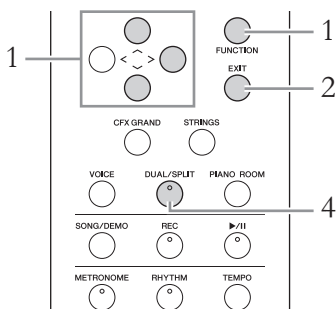 1
1
FUNCTION
EXIT
2
CFX GRAND STRINGS
VOICE DUAL/SPLIT PIANO ROOM
4
SONG/DEMO REC ▶/II
METRONOME RHYTHM TEMPO